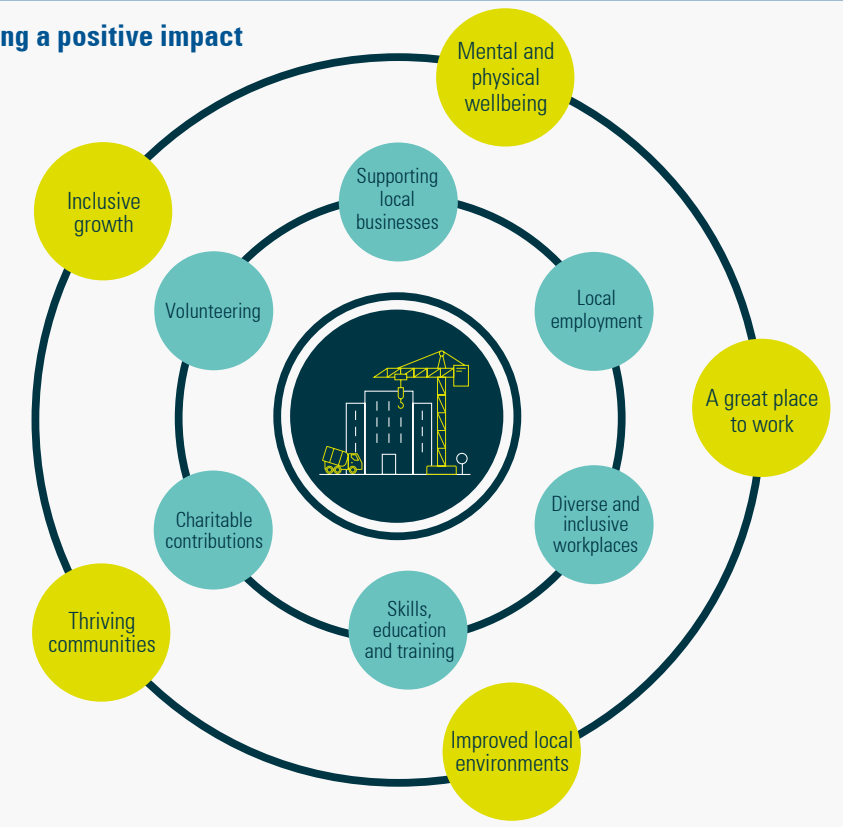 ng a positive impact
Mental and
physical
wellbeing
Inclusive
growth
Supporting
local
businesses
Volunteering
Local
employment
A great place
to work
Charitable
contributions
Diverse and
inclusive
workplaces
Skills,
education
and training
Thriving
communities
Improved local
environments